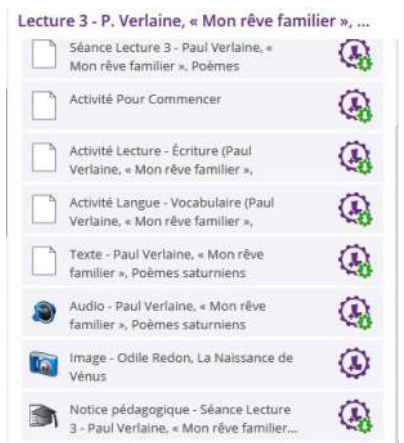 Lecture 3 - P. Verlaine, « Mon rêve familier », ...
Séance Lecture 3 - Paul Verlaine, «
Mon rêve familier », Poèmes
Activité Pour Commencer
Activité Lecture - Écriture (Paul
Verlaine, « Mon rêve familier »,
Activité Langue - Vocabulaire (Paul
Verlaine, « Mon rêve familier »,
Texte - Paul Verlaine, « Mon rêve
familier », Poèmes saturniens
Audio - Paul Verlaine, « Mon rêve
familier », Poèmes saturniens
Image - Odile Redon, La Naissance de
Vénus
Notice pédagogique - Séance Lecture
3 - Paul Verlaine, « Mon rêve familier...